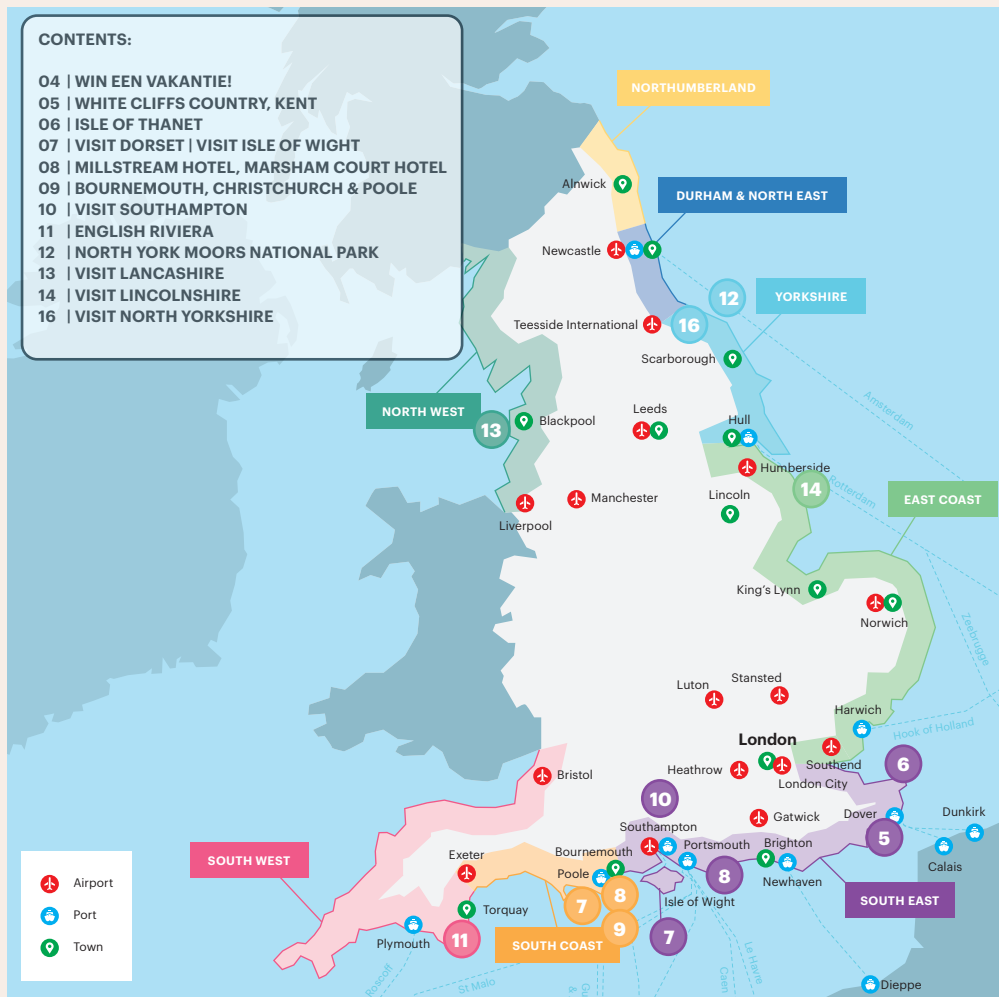 CONTENTS:
04 | WIN EEN VAKANTIE!
05 | WHITE CLIFFS COUNTRY, KENT
06 | ISLE OF THANET
07 | VISIT DORSET | VISIT ISLE OF WIGHT
08 | MILLSTREAM HOTEL, MARSHAM COURT HOTEL
09 | BOURNEMOUTH, CHRISTCHURCH & POOLE
10 | VISIT SOUTHAMPTON
11 | ENGLISH RIVIERA
12 | NORTH YORK MOORS NATIONAL PARK
13 | VISIT LANCASHIRE
14 | VISIT LINCOLNSHIRE
16 | VISIT NORTH YORKSHIRE
NORTHUMBERLAND
Alnwick
DURHAM & NORTH EAST
Newcastle
12
YORKSHIRE
Teesside International
16
Scarborough
Amsterdam
NORTH WEST
13
Blackpool
Leeds
Hull
Humberside
Rotterdam
14
EAST COAST
Manchester
Lincoln
Liverpool
King's Lynn
Norwich
Zeebrugge
Luton
Stansted
Harwich
Hook of Holland
London
Southend
6
Heathrow
London City
Bristol
10
Gatwick
Dover
Dunkirk
5
Calais
Southampton
Portsmouth
Brighton
Newhaven
SOUTH WEST
Exeter
Bournemouth
Poole
8
8
7
Isle of Wight
SOUTH EAST
Torquay
9
7
Plymouth
11
SOUTH COAST
Airport
Port
Town
Roscoff
St Malo
&
Caen
Le Havre
Dieppe